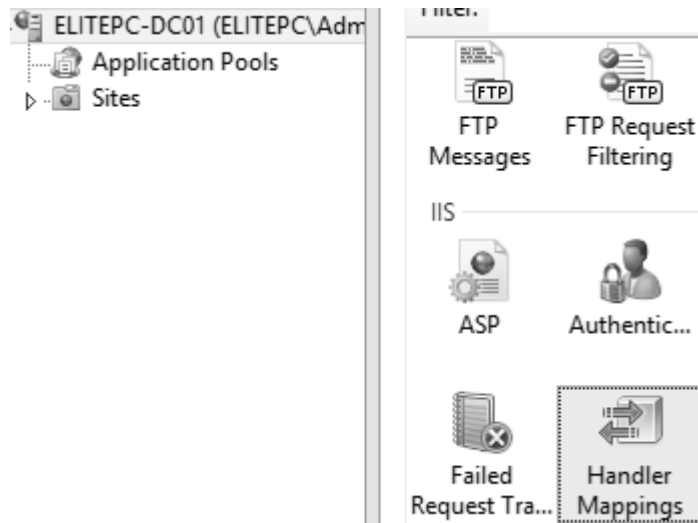 ELITEPC-DC01 (ELITEPC\Adm
Application Pools
Sites
Filter:
FTP
FTP
FTP
Messages
FTP Request
Filtering
IIS
ASP
Authentic...
Failed
Request Tra...
Handler
Mappings